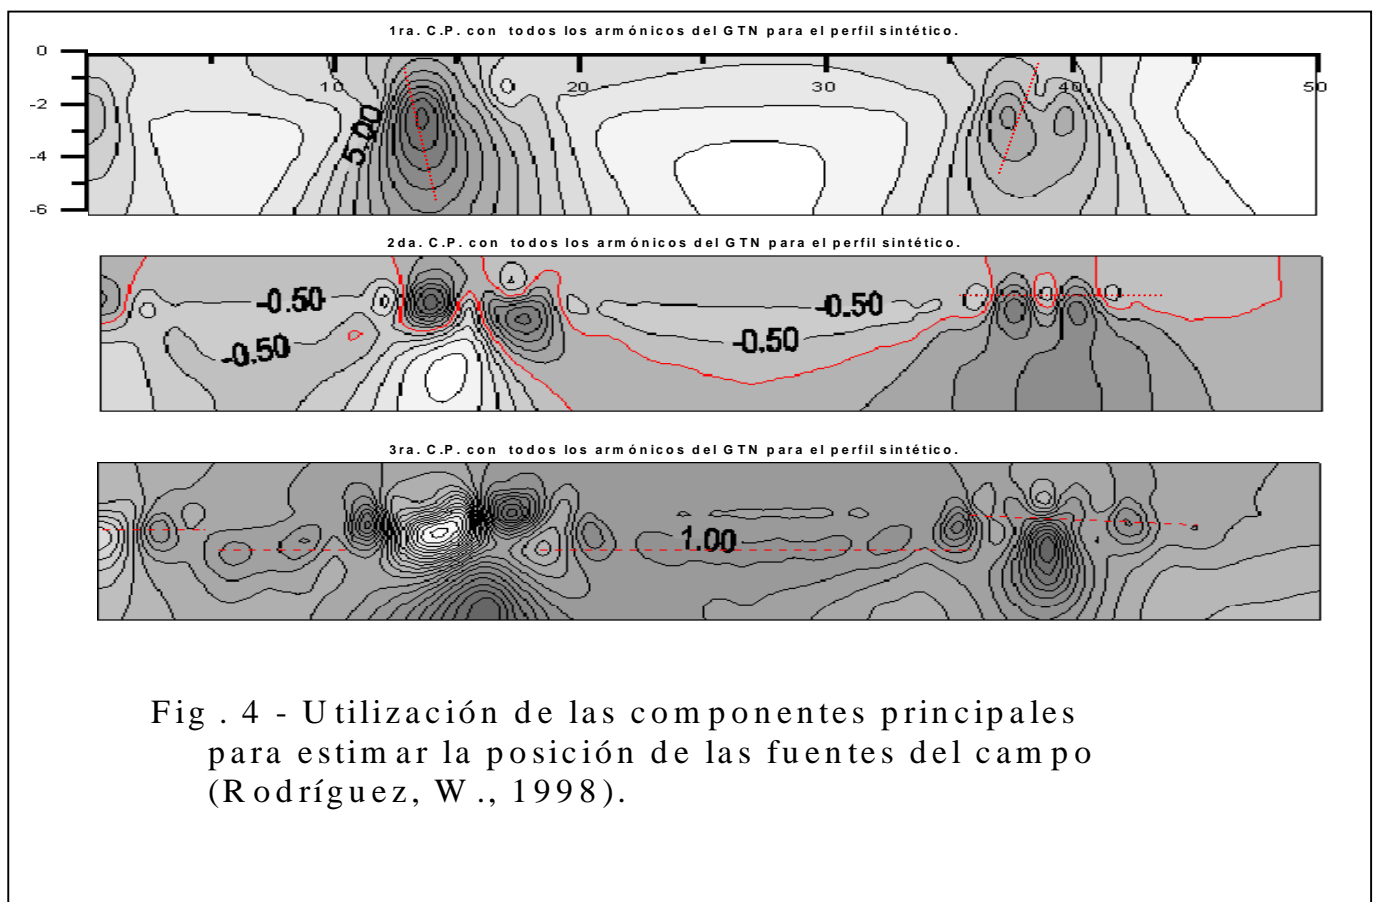 1ra. C.P. con todos los armónicos del GTN para el perfil sintético.
0
10
20
30
40
50
-2
-4
-6
5.00
2da. C.P. con todos los armónicos del GTN para el perfil sintético.
-0.50
-0.50
-0.50
-0.50
3ra. C.P. con todos los armónicos del GTN para el perfil sintético.
1.00
Fig. 4 - Utilización de las componentes principales
para estimar la posición de las fuentes del campo
(Rodríguez, W., 1998).